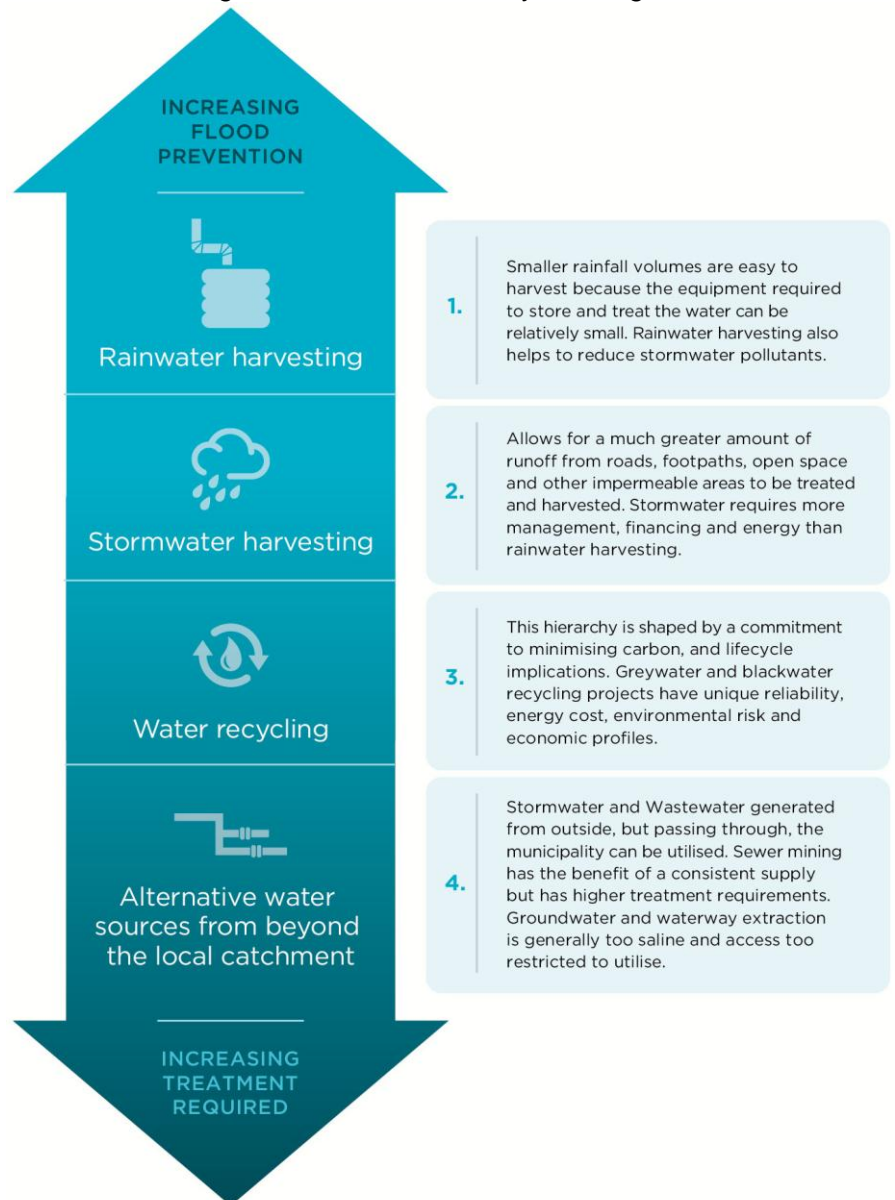 INCREASING
FLOOD
PREVENTION
Rainwater harvesting
1.
Smaller rainfall volumes are easy to
harvest because the equipment required
to store and treat the water can be
relatively small. Rainwater harvesting also
helps to reduce stormwater pollutants.
Stormwater harvesting
2.
Allows for a much greater amount of
runoff from roads, footpaths, open space
and other impermeable areas to be treated
and harvested. Stormwater requires more
management, financing and energy than
rainwater harvesting.
Water recycling
3.
This hierarchy is shaped by a commitment
to minimising carbon, and lifecycle
implications. Greywater and blackwater
recycling projects have unique reliability,
energy cost, environmental risk and
economic profiles.
Alternative water
sources from beyond
the local catchment
4.
Stormwater and Wastewater generated
from outside, but passing through, the
municipality can be utilised. Sewer mining
has the benefit of a consistent supply
but has higher treatment requirements.
Groundwater and waterway extraction
is generally too saline and access too
restricted to utilise.
INCREASING
TREATMENT
REQUIRED